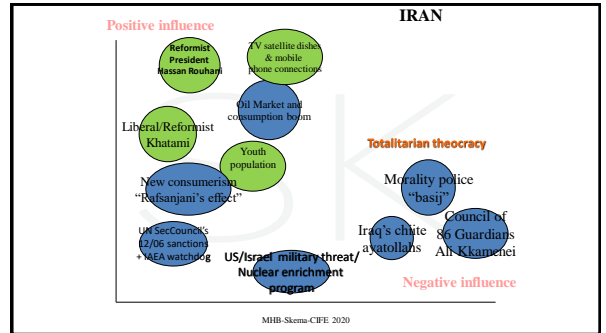 IRAN
Positive influence
Reformist
President
Hassan Rouhani
TV satellite dishes
& mobile
phone connections
Oil Market and
consumption boom
Liberal/Reformist
Khatami
Youth
population
New consumerism
“Rafsanjani’s effect”
UN SecCouncil’s
12/06 sanctions
+ IAEA watchdog
US/Israel military threat/
Nuclear enrichment
program
Totalitarian theocracy
Morality police
“basij”
Iraq’s chiite
ayatollahs
Council of
86 Guardians
Ali Kkamenei
Negative influence
MHB-Skema-CIFE 2020
SK